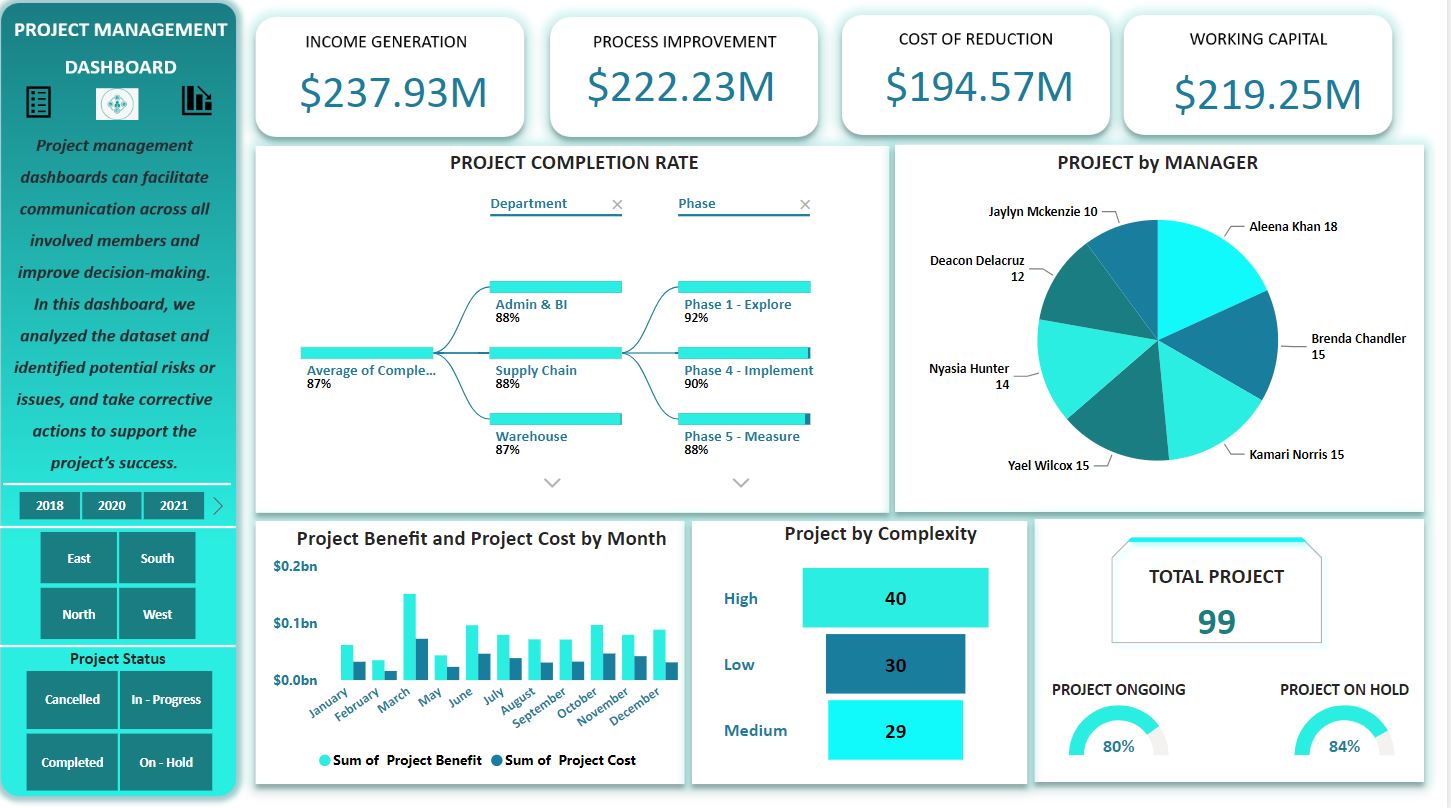 PROJECT MANAGEMENT
DASHBOARD
Project management
dashboards can facilitate
communication across all
involved members and
improve decision-making.
In this dashboard, we
analyzed the dataset and
identified potential risks or
issues, and take corrective
actions to support the
project’s success.
2018 2020 2021
East South
North West
Project Status
Cancelled In - Progress
Completed On - Hold
INCOME GENERATION
$237.93M
PROCESS IMPROVEMENT
$222.23M
COST OF REDUCTION
$194.57M
WORKING CAPITAL
$219.25M
PROJECT COMPLETION RATE
Department Phase
Average of Comple...
87%
Admin & BI
88%
Supply Chain
88%
Warehouse
87%
Phase 1 - Explore
92%
Phase 4 - Implement
90%
Phase 5 - Measure
88%
PROJECT by MANAGER
Jaylyn Mckenzie 10
Aleena Khan 18
Deacon Delacruz
12
Brenda Chandler
15
Nyasia Hunter
14
Kamari Norris 15
Yael Wilcox 15
Project Benefit and Project Cost by Month
$0.2bn
$0.1bn
$0.0bn
January
February
March
May
June
July
August
September
October
November
December
Sum of Project Benefit Sum of Project Cost
Project by Complexity
High 40
Low 30
Medium 29
TOTAL PROJECT
99
PROJECT ONGOING
80%
PROJECT ON HOLD
84%